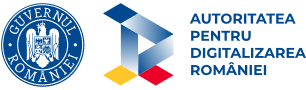 GUVERNUL
ROMÂNIEI
AUTORITATEA
PENTRU
DIGITALIZAREA
ROMÂNIEI